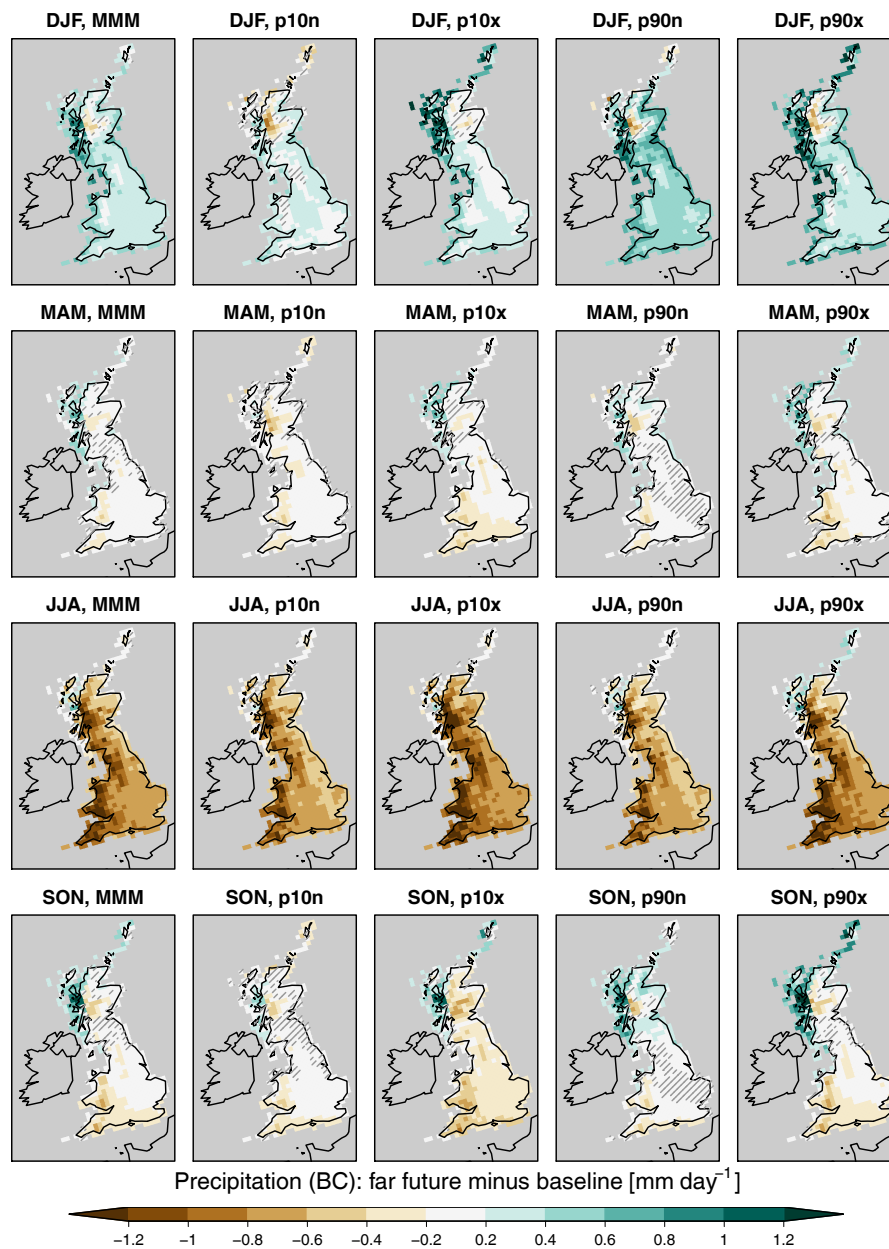 DJF, MMM DJF, p10n DJF, p10x DJF, p90n DJF, p90x
MAM, MMM MAM, p10n MAM, p10x MAM, p90n MAM, p90x
JJA, MMM JJA, p10n JJA, p10x JJA, p90n JJA, p90x
SON, MMM SON, p10n SON, p10x SON, p90n SON, p90x
Precipitation (BC): far future minus baseline [mm day⁻¹]
−1.2 −1 −0.8 −0.6 −0.4 −0.2 0.2 0.4 0.6 0.8 1 1.2